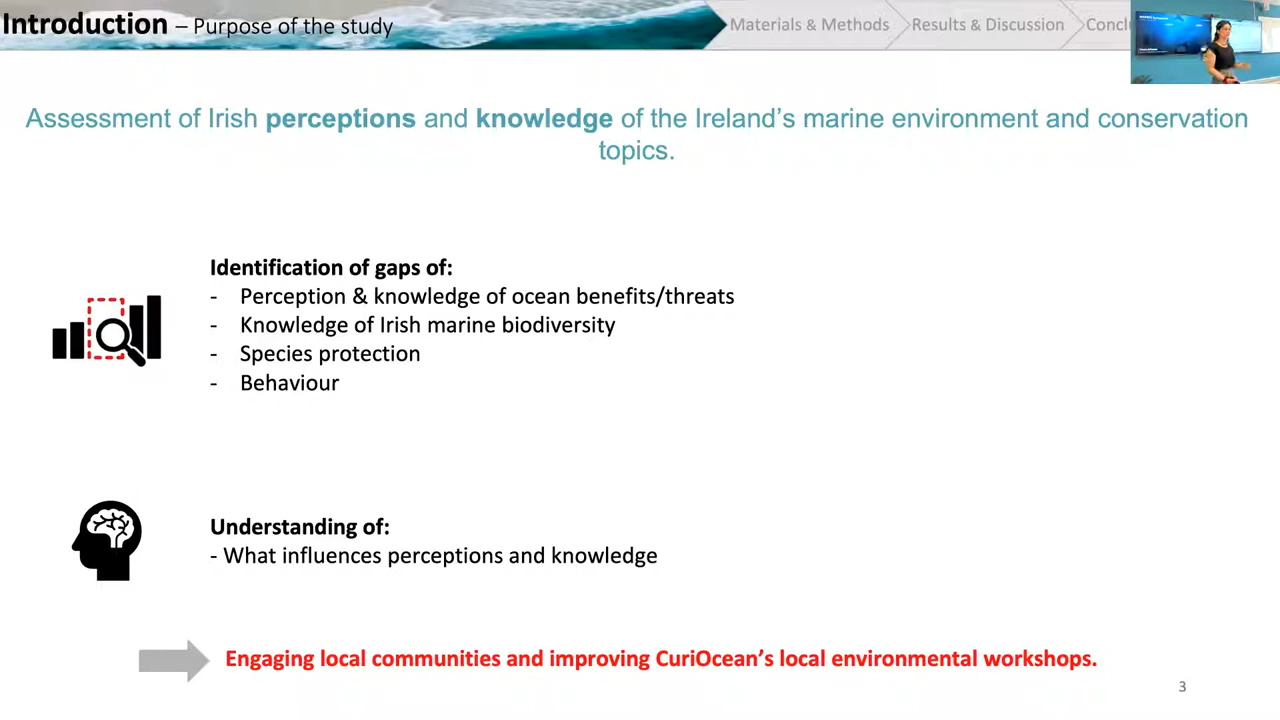 Introduction – Purpose of the study
Materials & Methods
Results & Discussion
Assessment of Irish perceptions and knowledge of the Ireland's marine environment and conservation
topics.
Identification of gaps of:
- Perception & knowledge of ocean benefits/threats
- Knowledge of Irish marine biodiversity
- Species protection
- Behaviour
Understanding of:
- What influences perceptions and knowledge
Engaging local communities and improving CuriOcean's local environmental workshops.
3